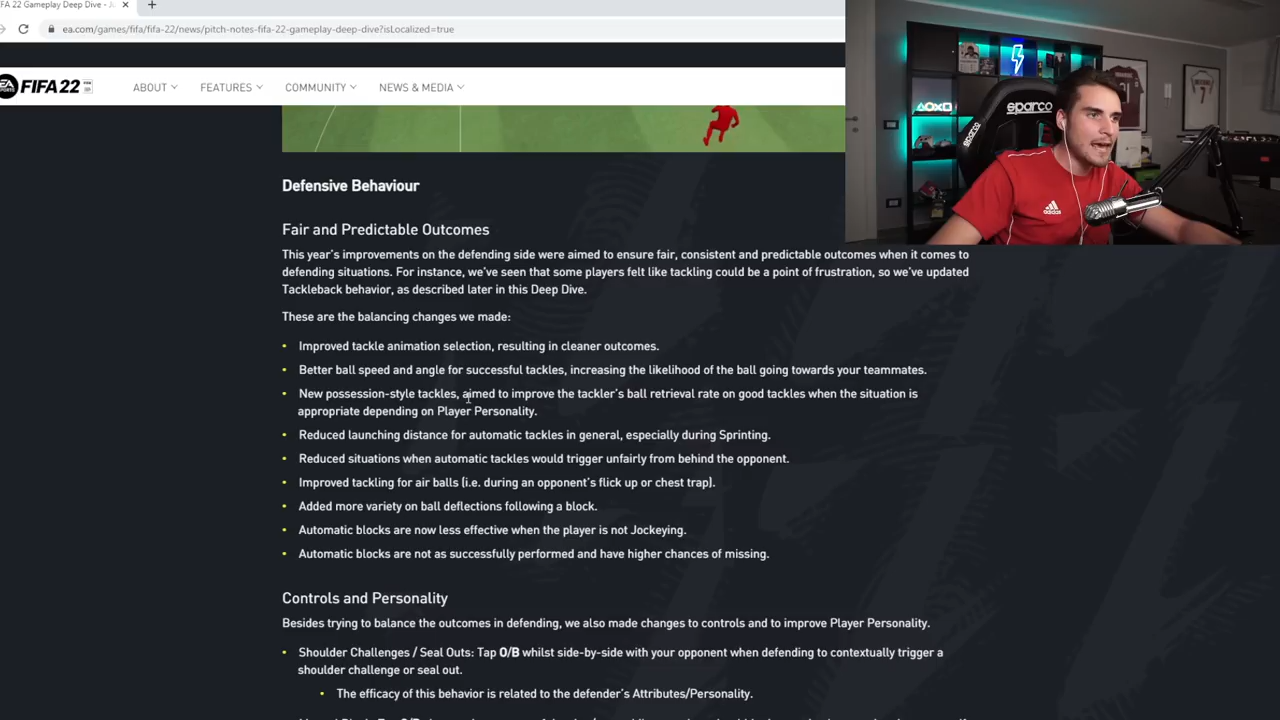 FA 22 Gameplay Deep Dive -
ea.com/games/fifa/fifa-22/news/pitch-notes-fifa-22-gameplay-deep-dive?isLocalized=true
EA SPORTS FIFA 22
ABOUT FEATURES COMMUNITY NEWS & MEDIA
sparco
sparco
adidas
7
Defensive Behaviour
Fair and Predictable Outcomes
This year's improvements on the defending side were aimed to ensure fair, consistent and predictable outcomes when it comes to
defending situations. For instance, we've seen that some players felt like tackling could be a point of frustration, so we've updated
Tackleback behavior, as described later in this Deep Dive.
These are the balancing changes we made:
• Improved tackle animation selection, resulting in cleaner outcomes.
• Better ball speed and angle for successful tackles, increasing the likelihood of the ball going towards your teammates.
• New possession-style tackles, aimed to improve the tackler's ball retrieval rate on good tackles when the situation is
appropriate depending on Player Personality.
• Reduced launching distance for automatic tackles in general, especially during Sprinting.
• Reduced situations when automatic tackles would trigger unfairly from behind the opponent.
• Improved tackling for air balls (i.e. during an opponent's flick up or chest trap).
• Added more variety on ball deflections following a block.
• Automatic blocks are now less effective when the player is not Jockeying.
• Automatic blocks are not as successfully performed and have higher chances of missing.
Controls and Personality
Besides trying to balance the outcomes in defending, we also made changes to controls and to improve Player Personality.
• Shoulder Challenges / Seal Outs: Tap O/B whilst side-by-side with your opponent when defending to contextually trigger a
shoulder challenge or seal out.
• The efficacy of this behavior is related to the defender's Attributes/Personality.